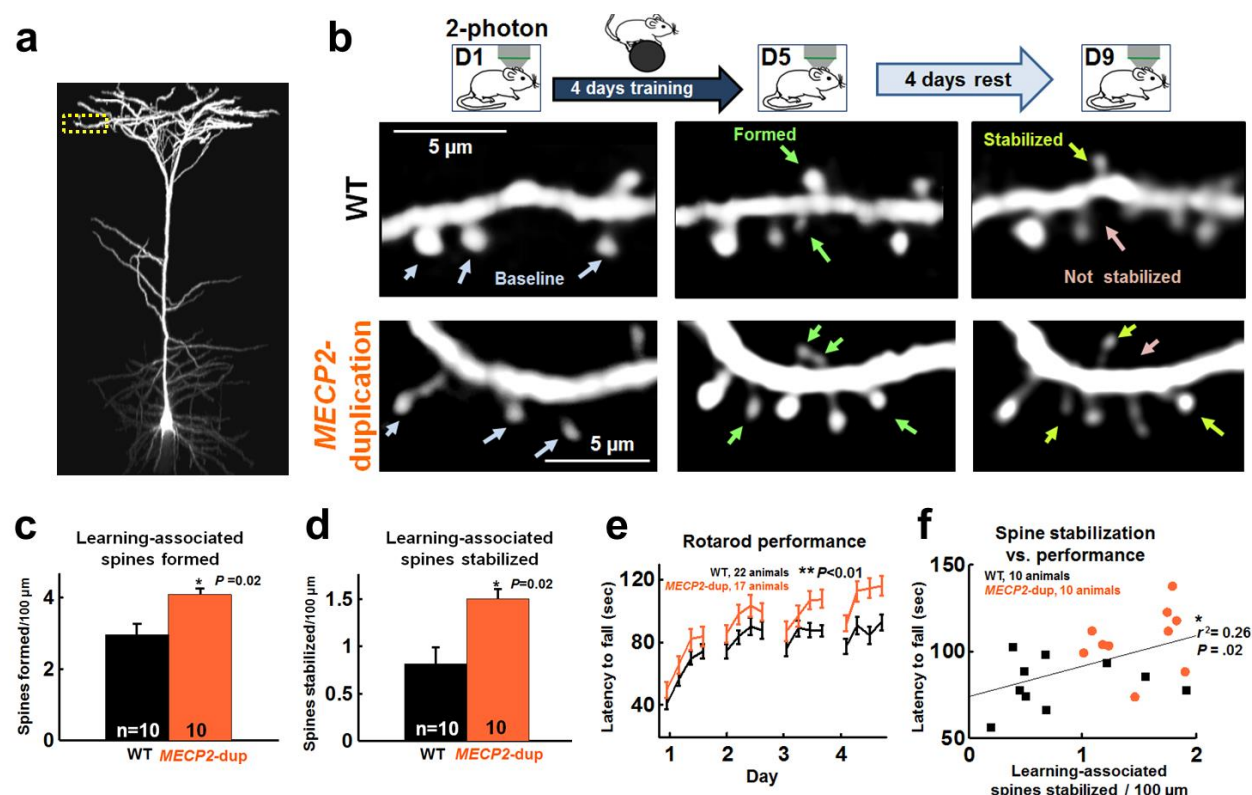 a
b
2-photon
D1
4 days training
D5
4 days rest
D9
WT
5 µm
Baseline
Formed
Stabilized
Not stabilized
MECP2-
duplication
5 µm
c
Learning-associated
spines formed
* P =0.02
Spines formed/100 µm
4
2
0
n=10
10
WT MECP2-dup
d
Learning-associated
spines stabilized
* P=0.02
Spines stabilized/100 µm
1.5
1
0.5
0
n=10
10
WT MECP2-dup
e
Rotarod performance
WT, 22 animals
MECP2-dup, 17 animals
** P<0.01
Latency to fall (sec)
120
80
40
1 2 3 4
Day
f
Spine stabilization
vs. performance
WT, 10 animals
MECP2-dup, 10 animals
*
r²= 0.26
P = .02
Latency to fall (sec)
150
100
50
0 1 2
Learning-associated
spines stabilized / 100 µm